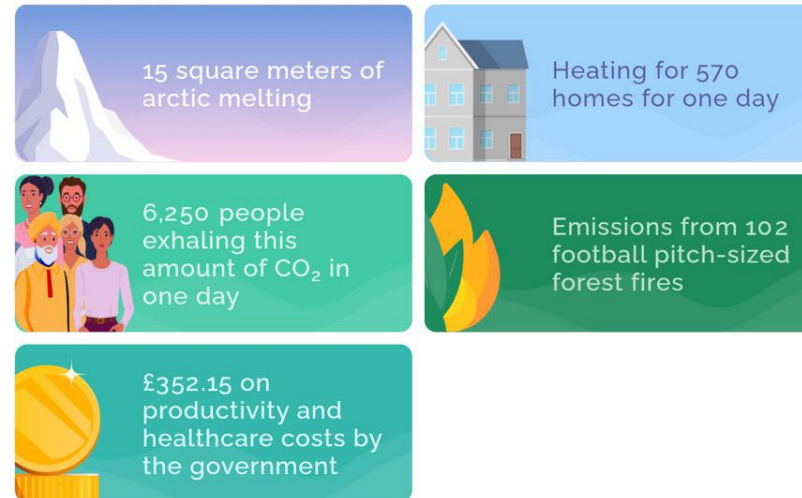 15 square meters of
arctic melting
Heating for 570
homes for one day
6,250 people
exhaling this
amount of CO₂ in
one day
Emissions from 102
football pitch-sized
forest fires
£352.15 on
productivity and
healthcare costs by
the government